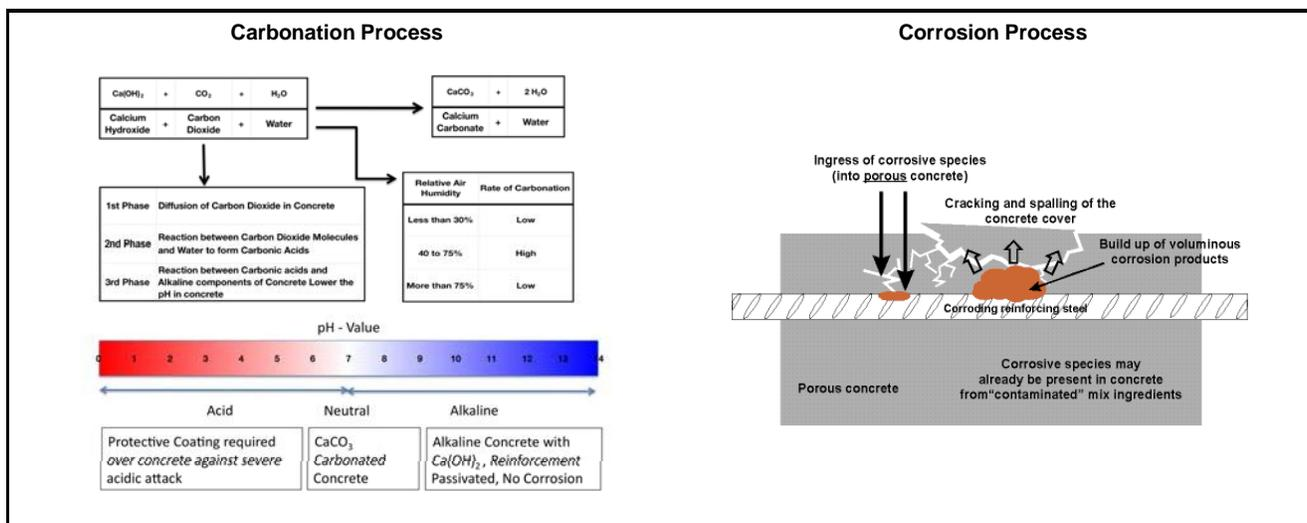 Carbonation Process
Ca(OH)₂ + CO₂ + H₂O
Calcium Hydroxide + Carbon Dioxide + Water
CaCO₃ + 2 H₂O
Calcium Carbonate + Water
1st Phase Diffusion of Carbon Dioxide in Concrete
2nd Phase Reaction between Carbon Dioxide Molecules
and Water to form Carbonic Acids
3rd Phase Reaction between Carbonic acids and
Alkaline components of Concrete Lower the
pH in concrete
Relative Air Humidity Rate of Carbonation
Less than 30% Low
40 to 75% High
More than 75% Low
pH - Value
0 1 2 3 4 5 6 7 8 9 10 11 12 13 14
Acid Neutral Alkaline
Protective Coating required
over concrete against severe
acidic attack
CaCO₃
Carbonated
Concrete
Alkaline Concrete with
Ca(OH)₂, Reinforcement
Passivated, No Corrosion
Corrosion Process
Ingress of corrosive species
(into porous concrete)
Cracking and spalling of the
concrete cover
Build up of voluminous
corrosion products
Corroding reinforcing steel
Porous concrete
Corrosive species may
already be present in concrete
from“contaminated” mix ingredients